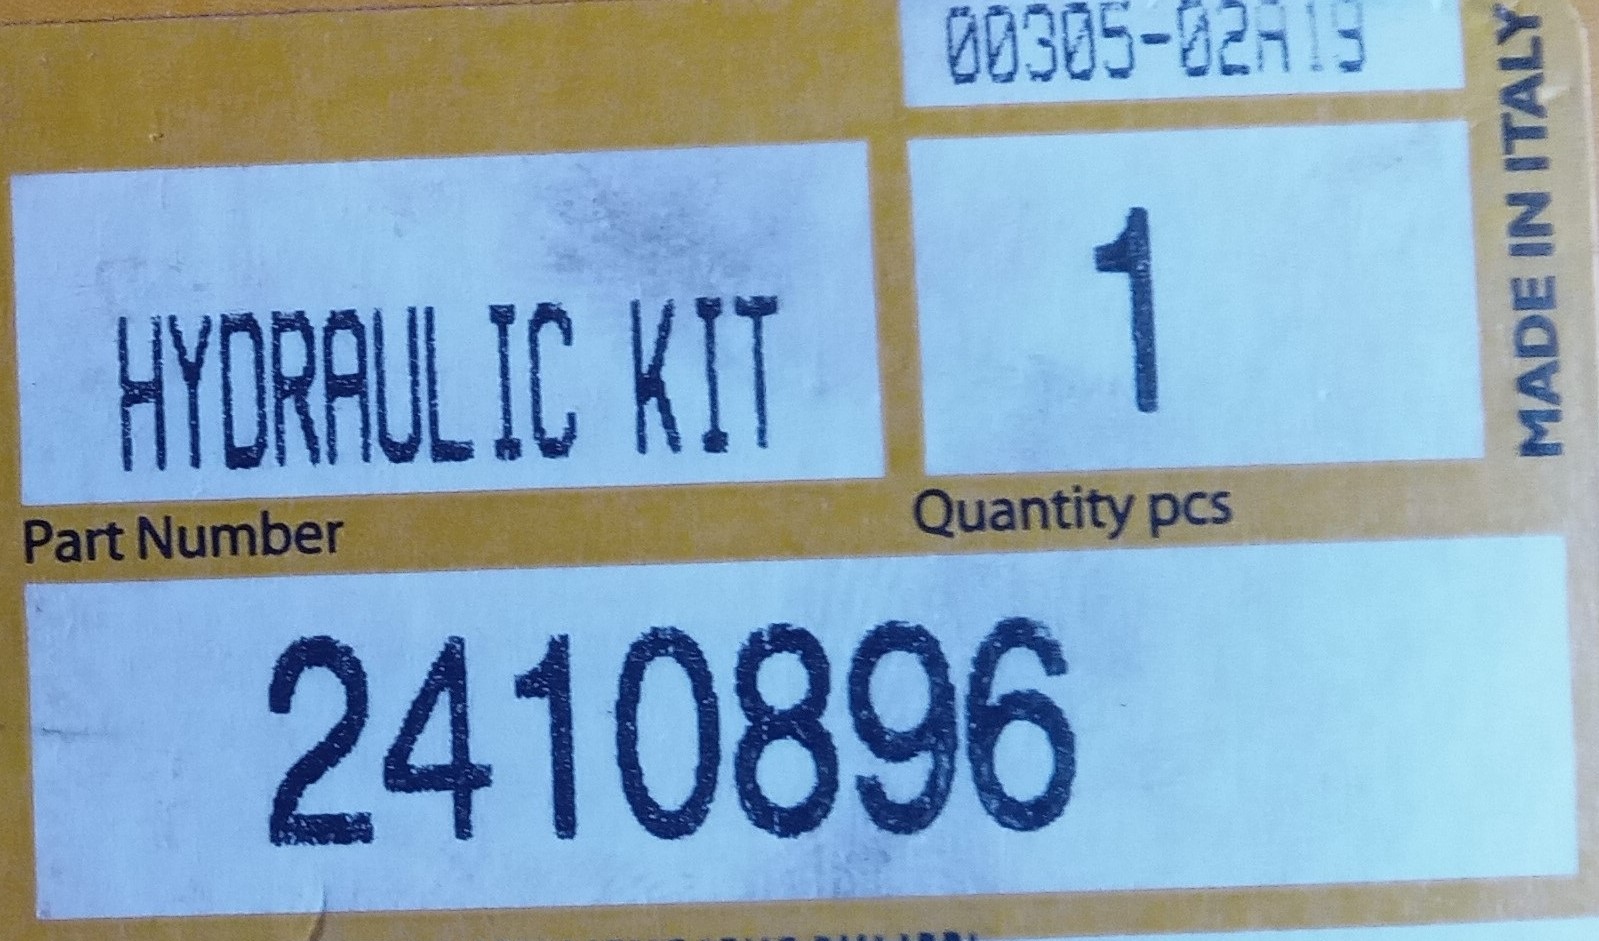 00305-02A19
MADE IN ITALY
HYDRAULIC KIT
1
Part Number
Quantity pcs
2410896